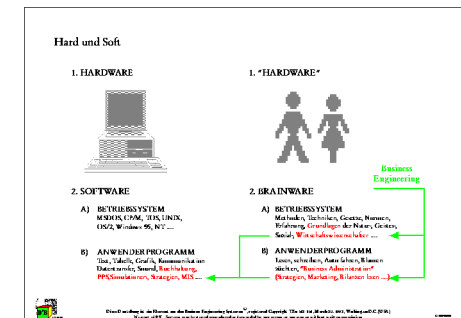 Hard und Soft
1. HARDWARE
1. "HARDWARE"
Business
Engineering
2. SOFTWARE
A) BETRIEBSSYSTEM
MSDOS, CP/M, TOS, UNIX,
OS/2, Windows 95, NT ....
B) ANWENDERPROGRAMM
Text, Tabelle, Grafik, Kommunikation
Datentransfer, Sound, Buchhaltung,
PPS, Simulationen, Strategien, MIS ....
2. BRAINWARE
A) BETRIEBSSYSTEM
Methoden, Techniken, Gesetze, Normen,
Erfahrung, Grundlagen der Natur, Geistes,
Sozial, Wirtschaftswissenschaften ....
B) ANWENDERPROGRAMM
Lesen, schreiben, Auto fahren, Blumen
züchten, "Business Administration"
(Strategien, Marketing, Bilanzen lesen ....)